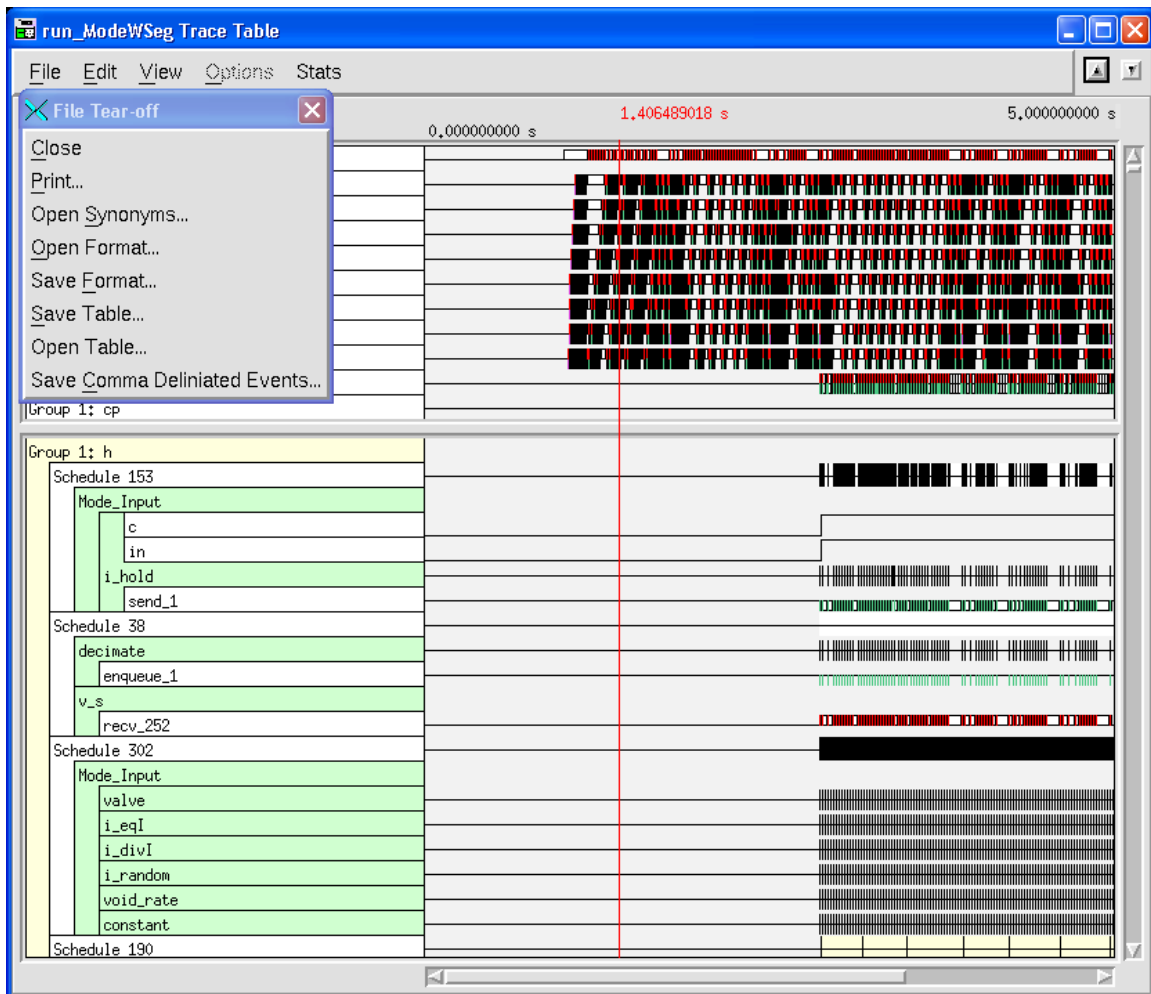 run_ModeWSeg Trace Table
File Edit View Options Stats
File Tear-off
1.406489018 s
5.000000000 s
0.000000000 s
Close
Print...
Open Synonyms...
Open Format...
Save Format...
Save Table...
Open Table...
Save Comma Deliniated Events...
Group 1: cp
Group 1: h
Schedule 153
Mode_Input
c
in
i_hold
send_1
Schedule 38
decimate
enqueue_1
v_s
recv_252
Schedule 302
Mode_Input
valve
i_eqI
i_divI
i_random
void_rate
constant
Schedule 190